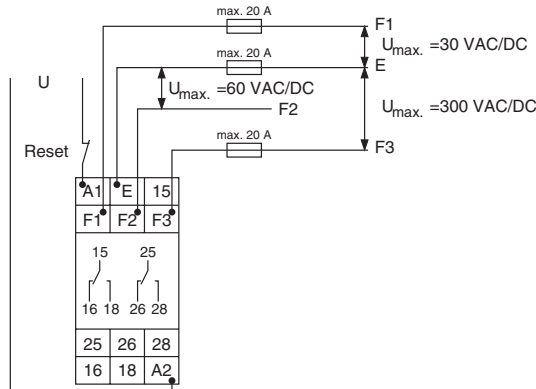 max. 20 A
F1
Umax. =30 VAC/DC
max. 20 A
E
U
Umax. =60 VAC/DC
Umax. =300 VAC/DC
F2
max. 20 A
Reset
F3
A1 E 15
F1 F2 F3
15 25
16 18 26 28
25 26 28
16 18 A2